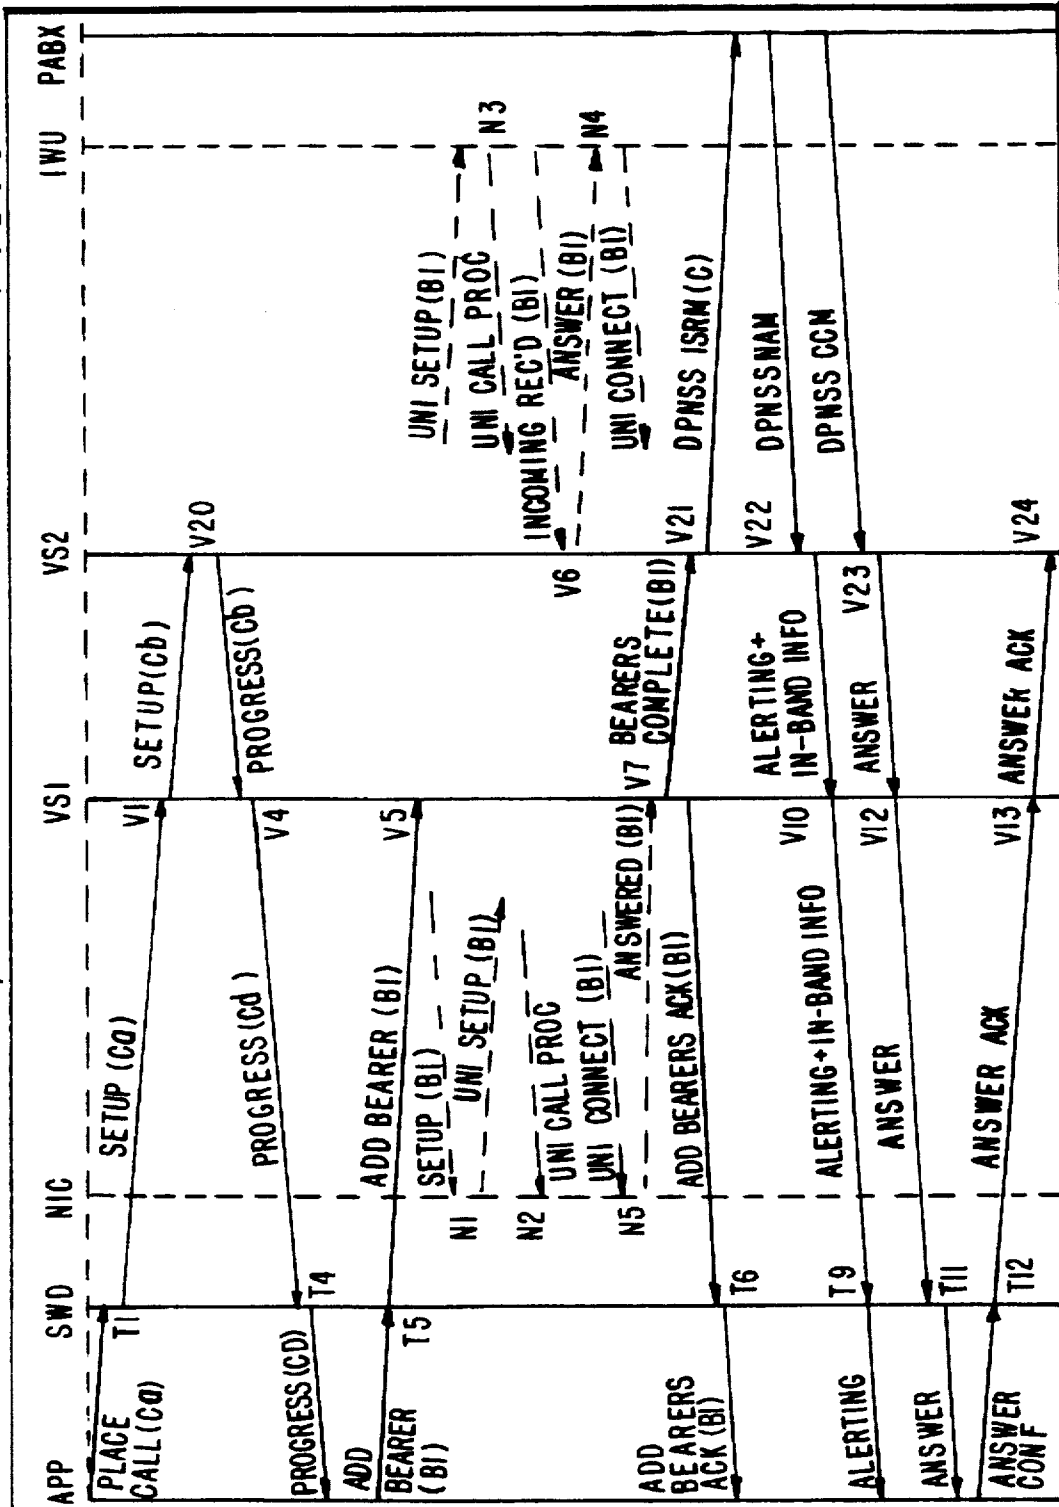 APP SWD NIC VS1 VS2 IWU PABX
PLACE
CALL(Ca)
T1
SETUP (Ca)
V1
SETUP(Cb)
V20
PROGRESS(Cb)
V4
PROGRESS(Cd)
T4
PROGRESS(CD)
ADD
BEARER
(BI)
T5
ADD BEARER (BI)
V5
SETUP (BI)
N1
UNI SETUP (BI)
UNI SETUP(BI)
N3
UNI CALL PROC
N2
UNI CALL PROC
INCOMING REC'D (BI)
V6
ANSWER (BI)
N4
UNI CONNECT (BI)
UNI CONNECT (BI)
N5
ANSWERED (BI)
V7
BEARERS
COMPLETE(BI)
V21
DPNSS ISRM(C)
ADD BEARERS ACK(BI)
T6
ADD
BEARERS
ACK (BI)
DPNSS NAM
V22
ALERTING+
IN-BAND INFO
V10
ALERTING+IN-BAND INFO
T9
ALERTING
DPNSS CCM
V23
ANSWER
V12
ANSWER
T11
ANSWER
ANSWER
CONF
T12
ANSWER ACK
V13
ANSWER ACK
V24